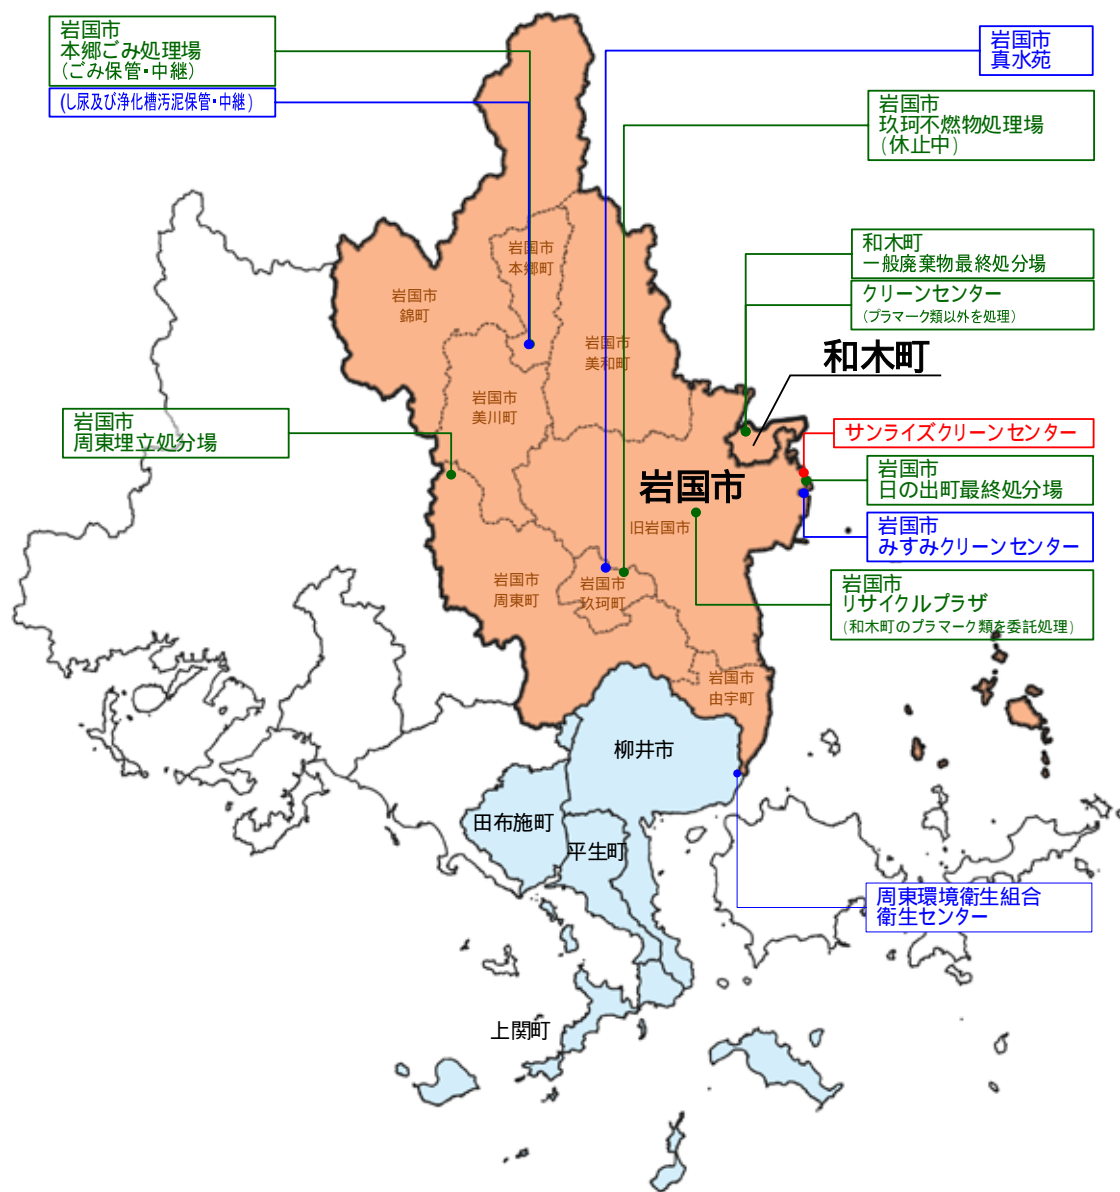 岩国市
本郷ごみ処理場
(ごみ保管・中継)
(し尿及び浄化槽汚泥保管・中継)
岩国市
真水苑
岩国市
玖珂不燃物処理場
(休止中)
和木町
一般廃棄物最終処分場
クリーンセンター
(プラマーク類以外を処理)
和木町
岩国市
本郷町
岩国市
錦町
岩国市
美和町
岩国市
美川町
岩国市
周東埋立処分場
サンライズクリーンセンター
岩国市
日の出町最終処分場
岩国市
旧岩国市
岩国市
みすみクリーンセンター
岩国市
周東町
岩国市
玖珂町
岩国市
リサイクルプラザ
(和木町のプラマーク類を委託処理)
岩国市
由宇町
柳井市
田布施町
平生町
周東環境衛生組合
衛生センター
上関町